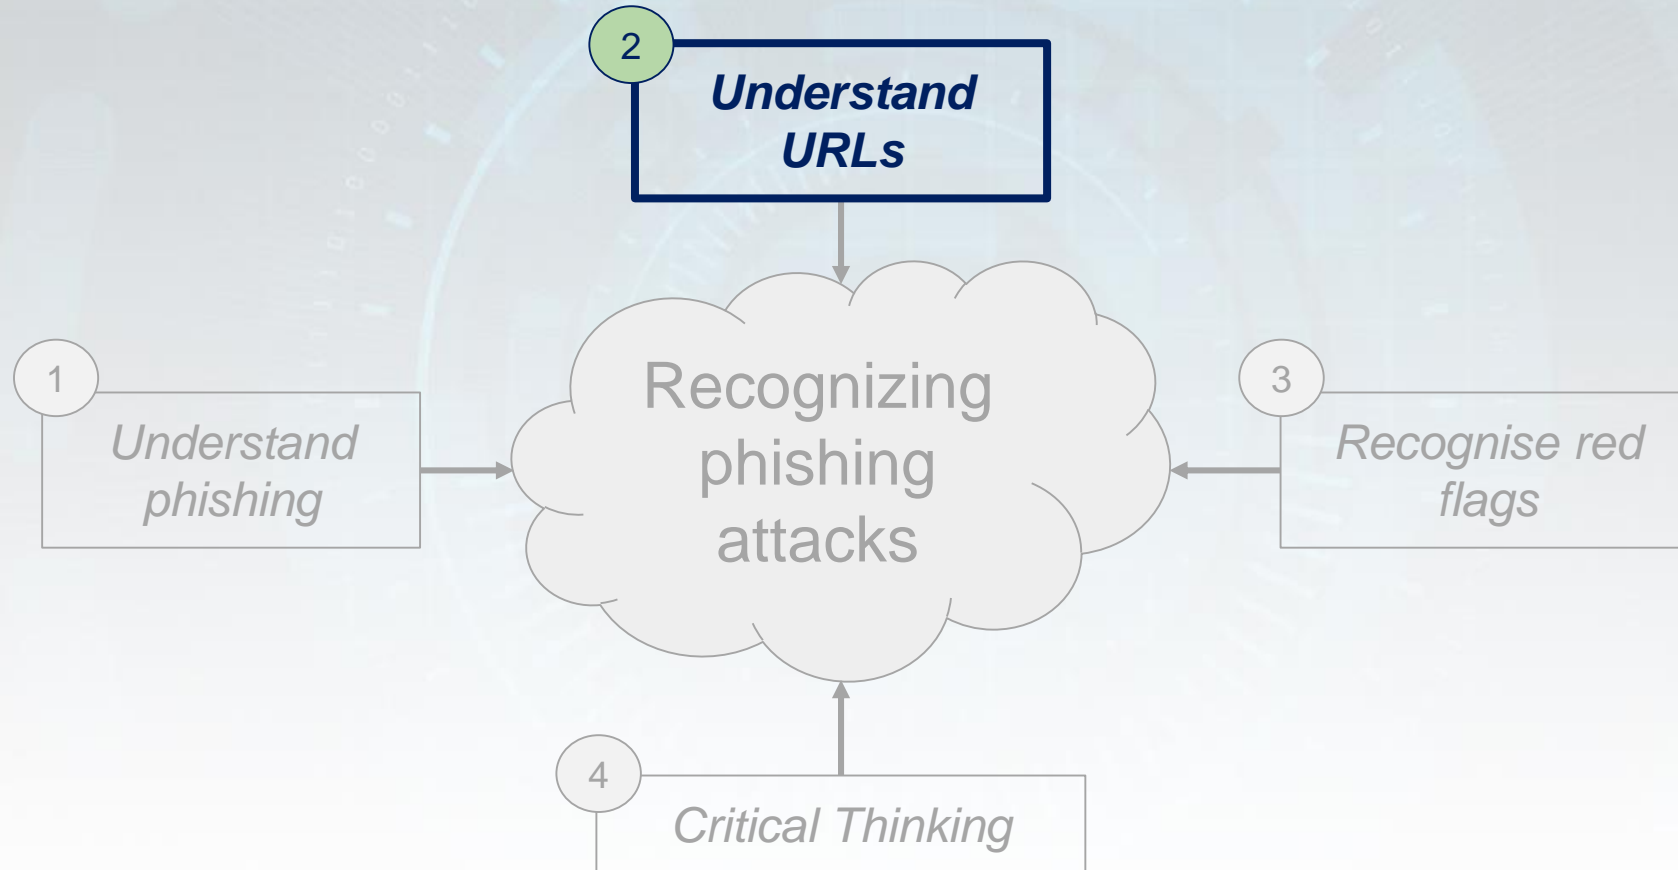 2
Understand
URLs
1
Understand
phishing
Recognizing
phishing
attacks
3
Recognise red
flags
4
Critical Thinking